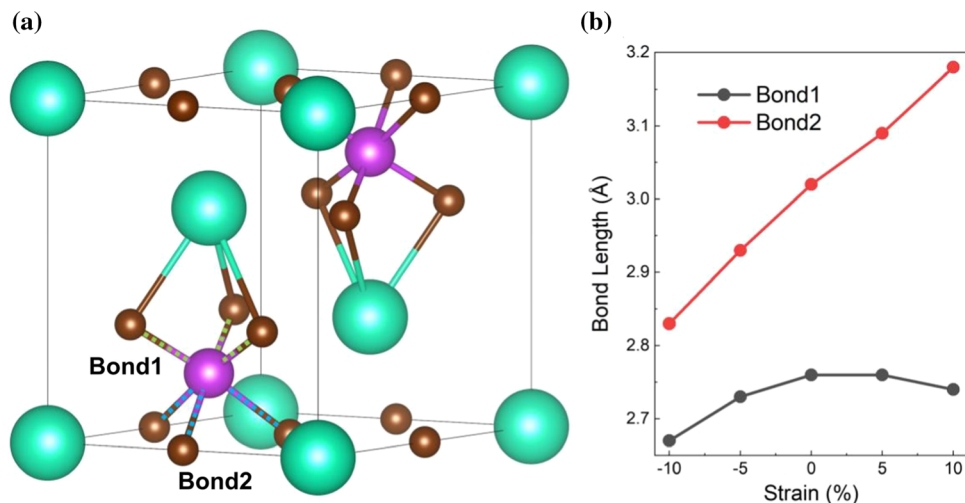 (a)
Bond1
Bond2
(b)
Bond Length (Å)
3.2
3.1
3.0
2.9
2.8
2.7
Bond1
Bond2
-10 -5 0 5 10
Strain (%)